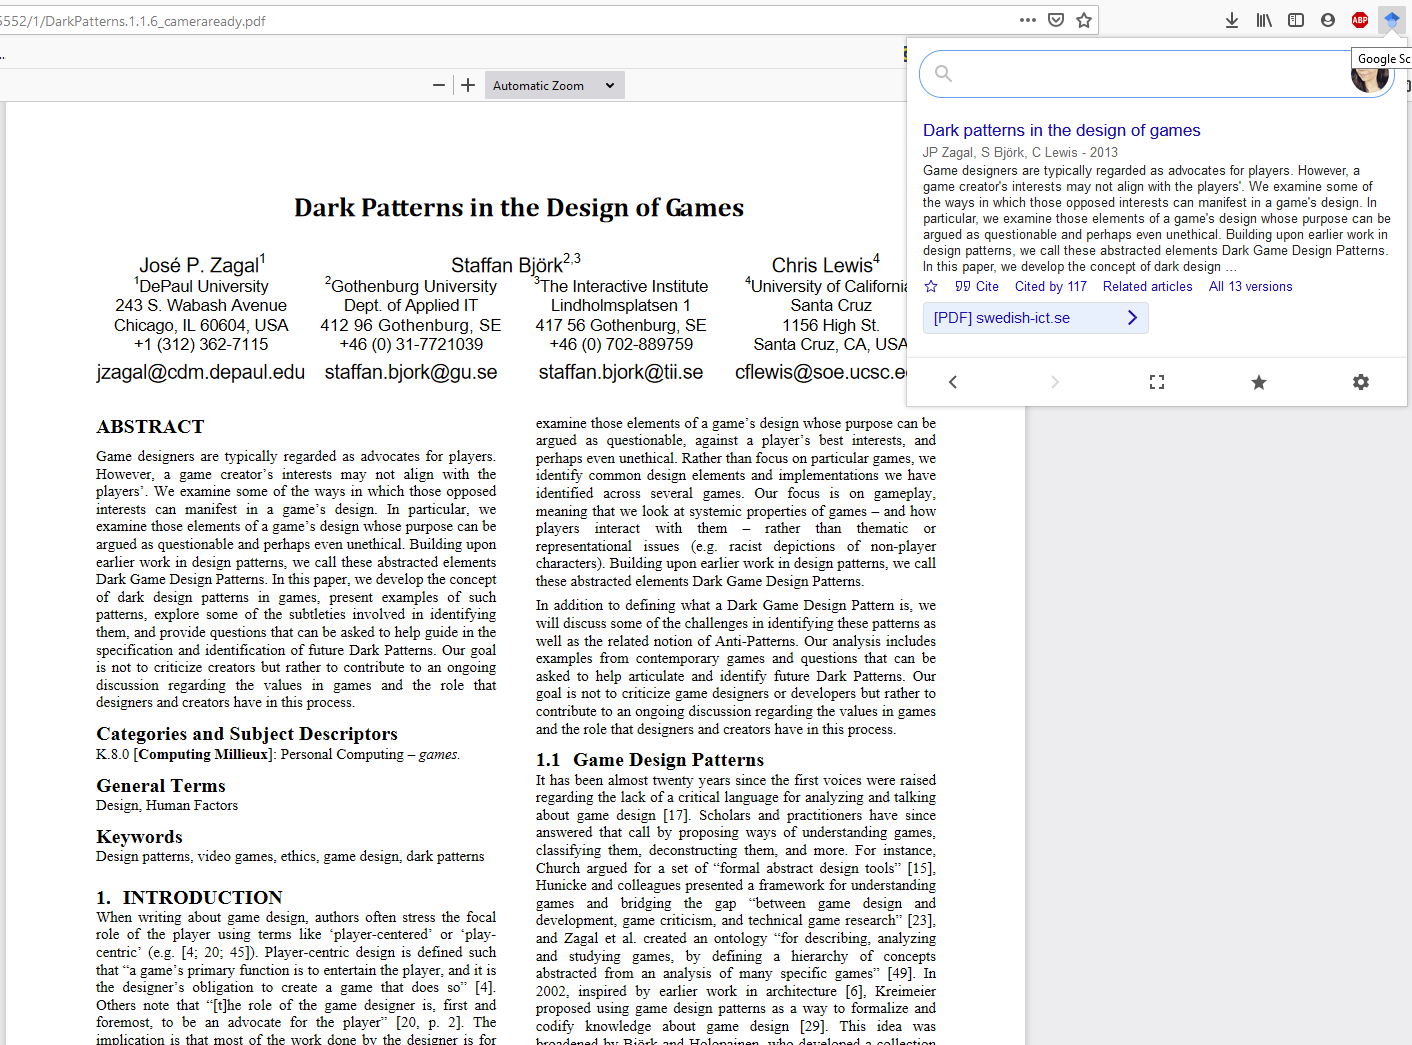 5552/1/DarkPatterns.1.1.6_cameraready.pdf
ABP
Google Sc
Automatic Zoom
Dark patterns in the design of games
JP Zagal, S Björk, C Lewis - 2013
Game designers are typically regarded as advocates for players. However, a
game creator's interests may not align with the players'. We examine some of
the ways in which those opposed interests can manifest in a game's design. In
particular, we examine those elements of a game's design whose purpose can be
argued as questionable and perhaps even unethical. Building upon earlier work in
design patterns, we call these abstracted elements Dark Game Design Patterns.
In this paper, we develop the concept of dark design ...
Cite Cited by 117 Related articles All 13 versions
[PDF] swedish-ict.se
Dark Patterns in the Design of Games
José P. Zagal1
1DePaul University
243 S. Wabash Avenue
Chicago, IL 60604, USA
+1 (312) 362-7115
jzagal@cdm.depaul.edu
Staffan Björk2,3
2Gothenburg University
Dept. of Applied IT
412 96 Gothenburg, SE
+46 (0) 31-7721039
staffan.bjork@gu.se
3The Interactive Institute
Lindholmsplatsen 1
417 56 Gothenburg, SE
+46 (0) 702-889759
staffan.bjork@tii.se
Chris Lewis4
4University of California
Santa Cruz
1156 High St.
Santa Cruz, CA, USA
cflewis@soe.ucsc.e
ABSTRACT
Game designers are typically regarded as advocates for players.
However, a game creator’s interests may not align with the
players’. We examine some of the ways in which those opposed
interests can manifest in a game’s design. In particular, we
examine those elements of a game’s design whose purpose can be
argued as questionable and perhaps even unethical. Building upon
earlier work in design patterns, we call these abstracted elements
Dark Game Design Patterns. In this paper, we develop the concept
of dark design patterns in games, present examples of such
patterns, explore some of the subtleties involved in identifying
them, and provide questions that can be asked to help guide in the
specification and identification of future Dark Patterns. Our goal
is not to criticize creators but rather to contribute to an ongoing
discussion regarding the values in games and the role that
designers and creators have in this process.
Categories and Subject Descriptors
K.8.0 [Computing Millieux]: Personal Computing – games.
General Terms
Design, Human Factors
Keywords
Design patterns, video games, ethics, game design, dark patterns
1. INTRODUCTION
When writing about game design, authors often stress the focal
role of the player using terms like ‘player-centered’ or ‘play-
centric’ (e.g. [4; 20; 45]). Player-centric design is defined such
that “a game’s primary function is to entertain the player, and it is
the designer’s obligation to create a game that does so” [4].
Others note that “[t]he role of the game designer is, first and
foremost, to be an advocate for the player” [20, p. 2]. The
implication is that most of the work done by the designer is for
examine those elements of a game’s design whose purpose can be
argued as questionable, against a player’s best interests, and
perhaps even unethical. Rather than focus on particular games, we
identify common design elements and implementations we have
identified across several games. Our focus is on gameplay,
meaning that we look at systemic properties of games – and how
players interact with them – rather than thematic or
representational issues (e.g. racist depictions of non-player
characters). Building upon earlier work in design patterns, we call
these abstracted elements Dark Game Design Patterns.
In addition to defining what a Dark Game Design Pattern is, we
will discuss some of the challenges in identifying these patterns as
well as the related notion of Anti-Patterns. Our analysis includes
examples from contemporary games and questions that can be
asked to help articulate and identify future Dark Patterns. Our
goal is not to criticize game designers or developers but rather to
contribute to an ongoing discussion regarding the values in games
and the role that designers and creators have in this process.
1.1 Game Design Patterns
It has been almost twenty years since the first voices were raised
regarding the lack of a critical language for analyzing and talking
about game design [17]. Scholars and practitioners have since
answered that call by proposing ways of understanding games,
classifying them, deconstructing them, and more. For instance,
Church argued for a set of “formal abstract design tools” [15],
Hunicke and colleagues presented a framework for understanding
games and bridging the gap “between game design and
development, game criticism, and technical game research” [23],
and Zagal et al. created an ontology “for describing, analyzing
and studying games, by defining a hierarchy of concepts
abstracted from an analysis of many specific games” [49]. In
2002, inspired by earlier work in architecture [6], Kreimeier
proposed using game design patterns as a way to formalize and
codify knowledge about game design [29]. This idea was
broadened by Björk and Holopainen, who developed a collection